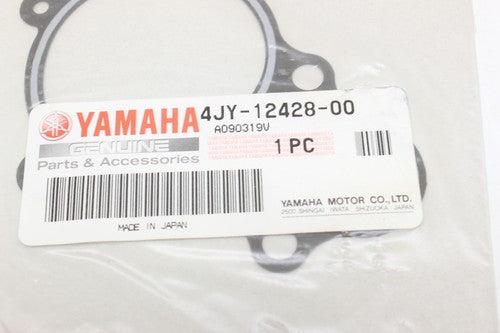 YAMAHA 4JY-12428-00
A090319V
GENUINE
1 PC
Parts & Accessories
YAMAHA MOTOR CO., LTD.
2500 SHINGAI IWATA SHIZUOKA JAPAN
MADE IN JAPAN